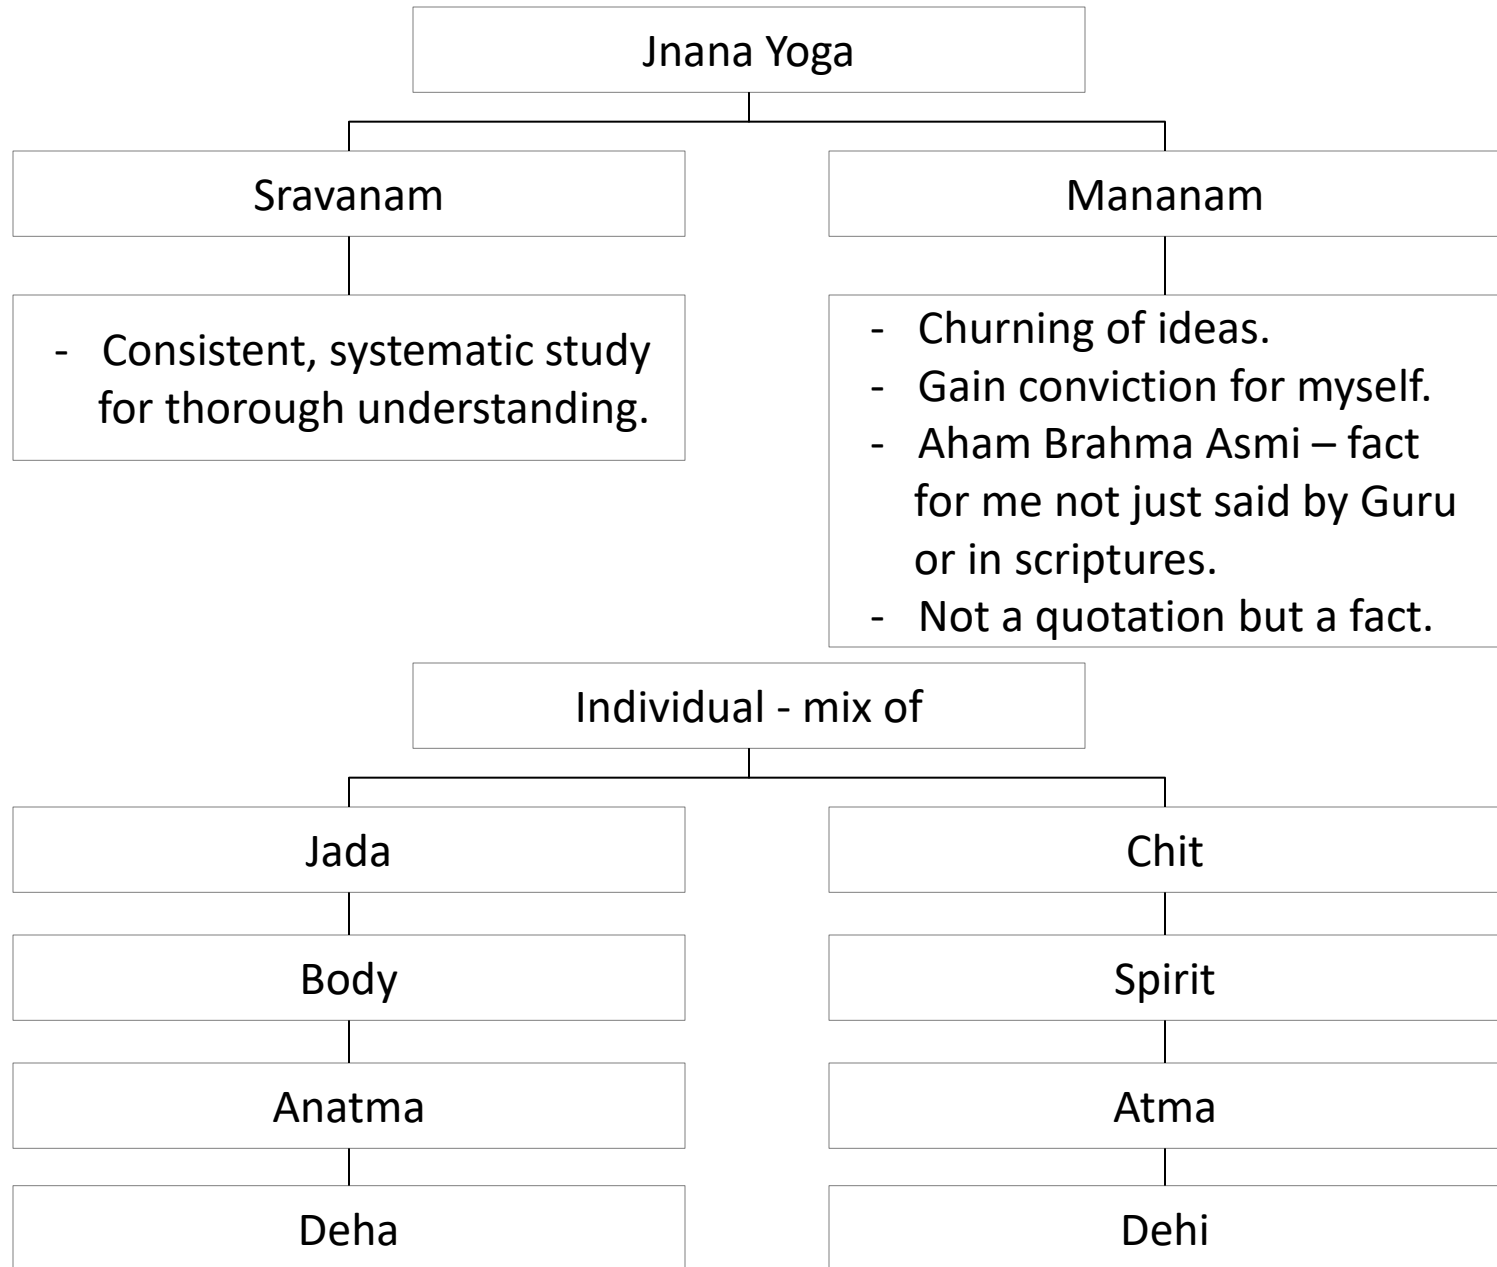 Jnana Yoga
Sravanam
Mananam
- Consistent, systematic study
for thorough understanding.
- Churning of ideas.
- Gain conviction for myself.
- Aham Brahma Asmi – fact
for me not just said by Guru
or in scriptures.
- Not a quotation but a fact.
Individual - mix of
Jada
Chit
Body
Spirit
Anatma
Atma
Deha
Dehi